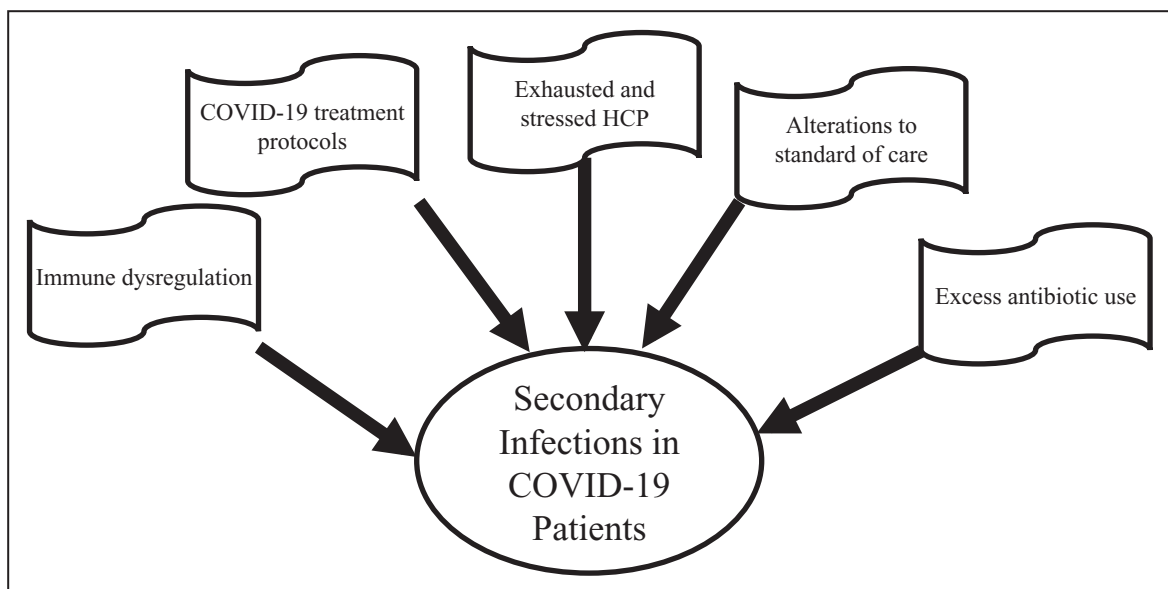 COVID-19 treatment
protocols
Exhausted and
stressed HCP
Alterations to
standard of care
Immune dysregulation
Excess antibiotic use
Secondary
Infections in
COVID-19
Patients